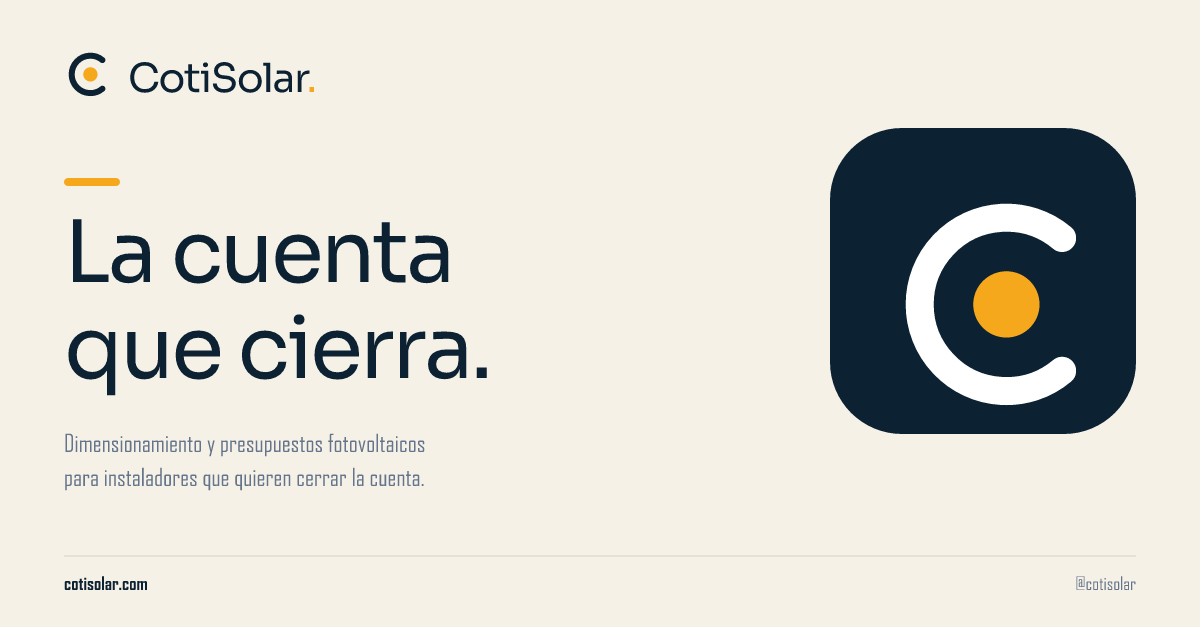 CotiSolar.
La cuenta
que cierra.
Dimensionamiento y presupuestos fotovoltaicos
para instaladores que quieren cerrar la cuenta.
cotisolar.com
@cotisolar